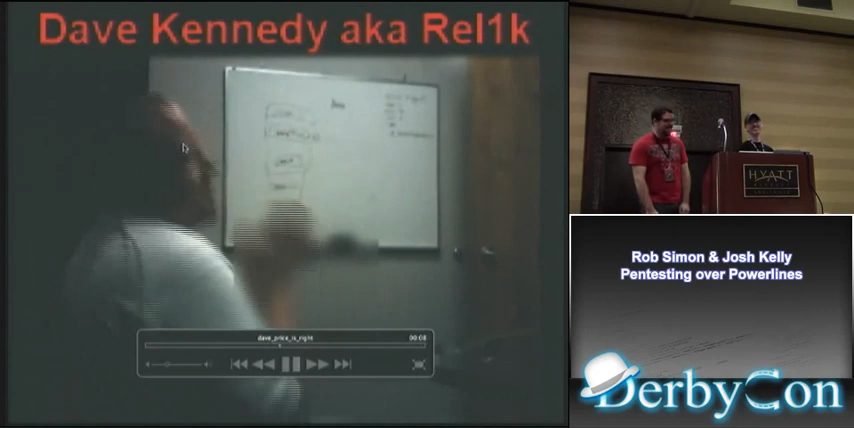 Dave Kennedy aka Rel1k
dave_price_is_right
00:08
HYATT
Rob Simon & Josh Kelly
Pentesting over Powerlines
DerbyCon